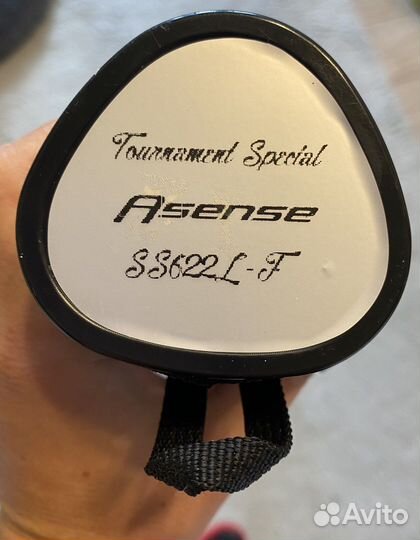 Tournament Special
Asense
SS622L-F
Avito